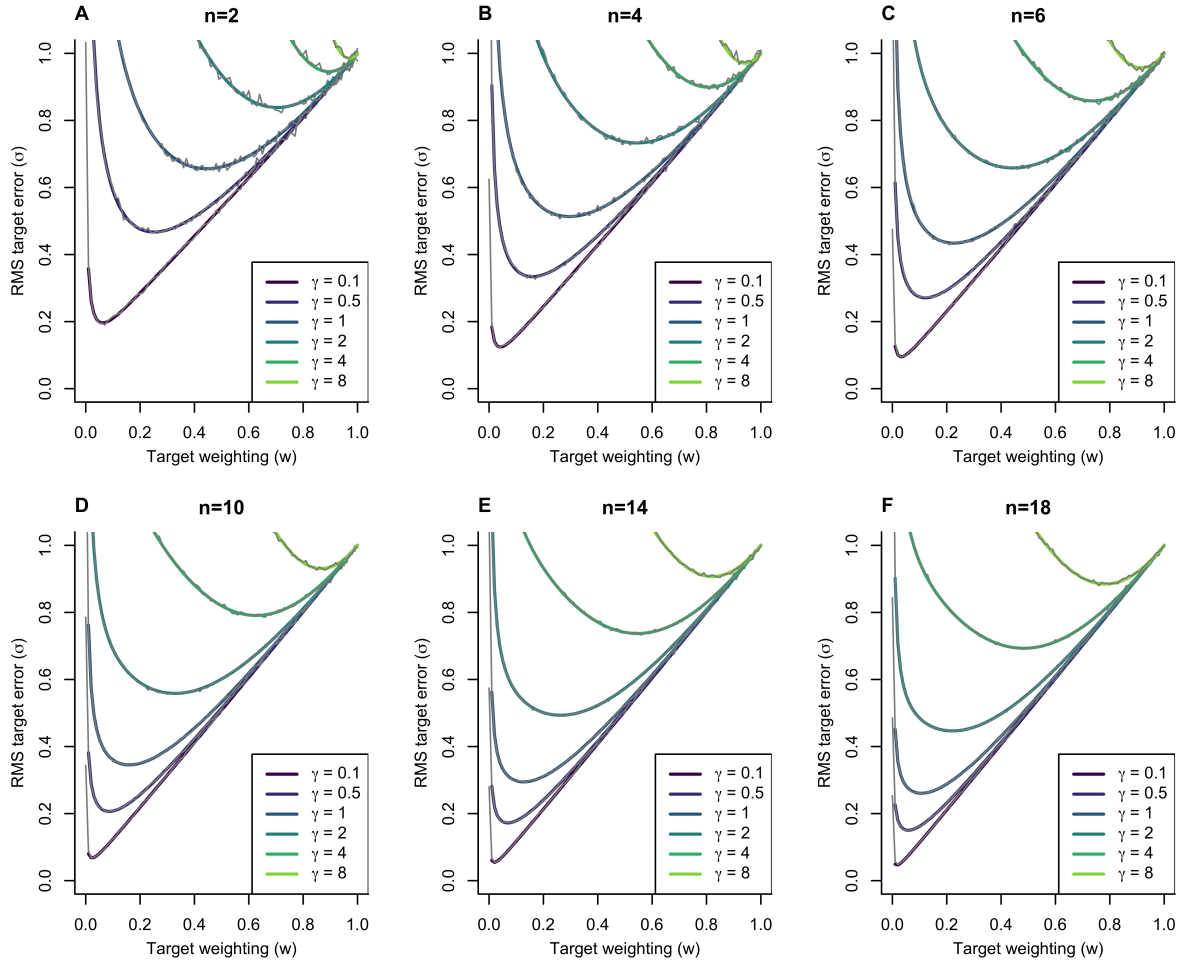 A
n=2
RMS target error (σ)
0.0 0.2 0.4 0.6 0.8 1.0
γ = 0.1
γ = 0.5
γ = 1
γ = 2
γ = 4
γ = 8
0.0 0.2 0.4 0.6 0.8 1.0
Target weighting (w)
B
n=4
RMS target error (σ)
0.0 0.2 0.4 0.6 0.8 1.0
γ = 0.1
γ = 0.5
γ = 1
γ = 2
γ = 4
γ = 8
0.0 0.2 0.4 0.6 0.8 1.0
Target weighting (w)
C
n=6
RMS target error (σ)
0.0 0.2 0.4 0.6 0.8 1.0
γ = 0.1
γ = 0.5
γ = 1
γ = 2
γ = 4
γ = 8
0.0 0.2 0.4 0.6 0.8 1.0
Target weighting (w)
D
n=10
RMS target error (σ)
0.0 0.2 0.4 0.6 0.8 1.0
γ = 0.1
γ = 0.5
γ = 1
γ = 2
γ = 4
γ = 8
0.0 0.2 0.4 0.6 0.8 1.0
Target weighting (w)
E
n=14
RMS target error (σ)
0.0 0.2 0.4 0.6 0.8 1.0
γ = 0.1
γ = 0.5
γ = 1
γ = 2
γ = 4
γ = 8
0.0 0.2 0.4 0.6 0.8 1.0
Target weighting (w)
F
n=18
RMS target error (σ)
0.0 0.2 0.4 0.6 0.8 1.0
γ = 0.1
γ = 0.5
γ = 1
γ = 2
γ = 4
γ = 8
0.0 0.2 0.4 0.6 0.8 1.0
Target weighting (w)